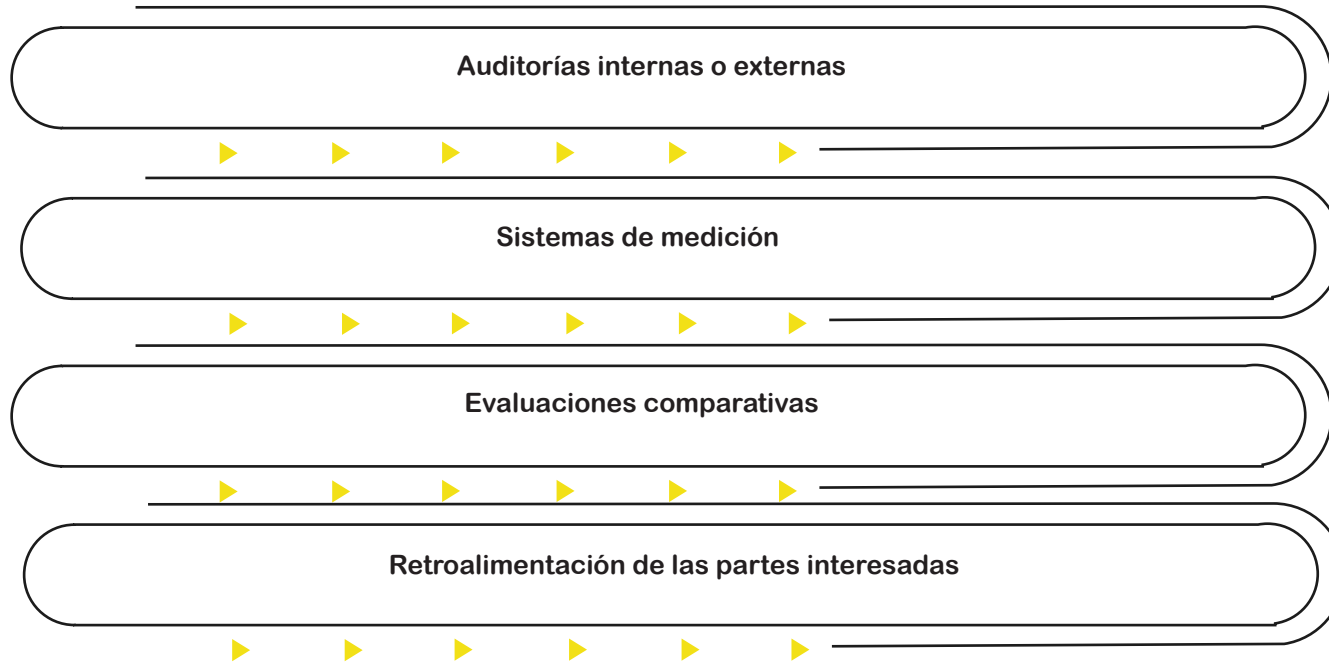 Auditorías internas o externas
Sistemas de medición
Evaluaciones comparativas
Retroalimentación de las partes interesadas